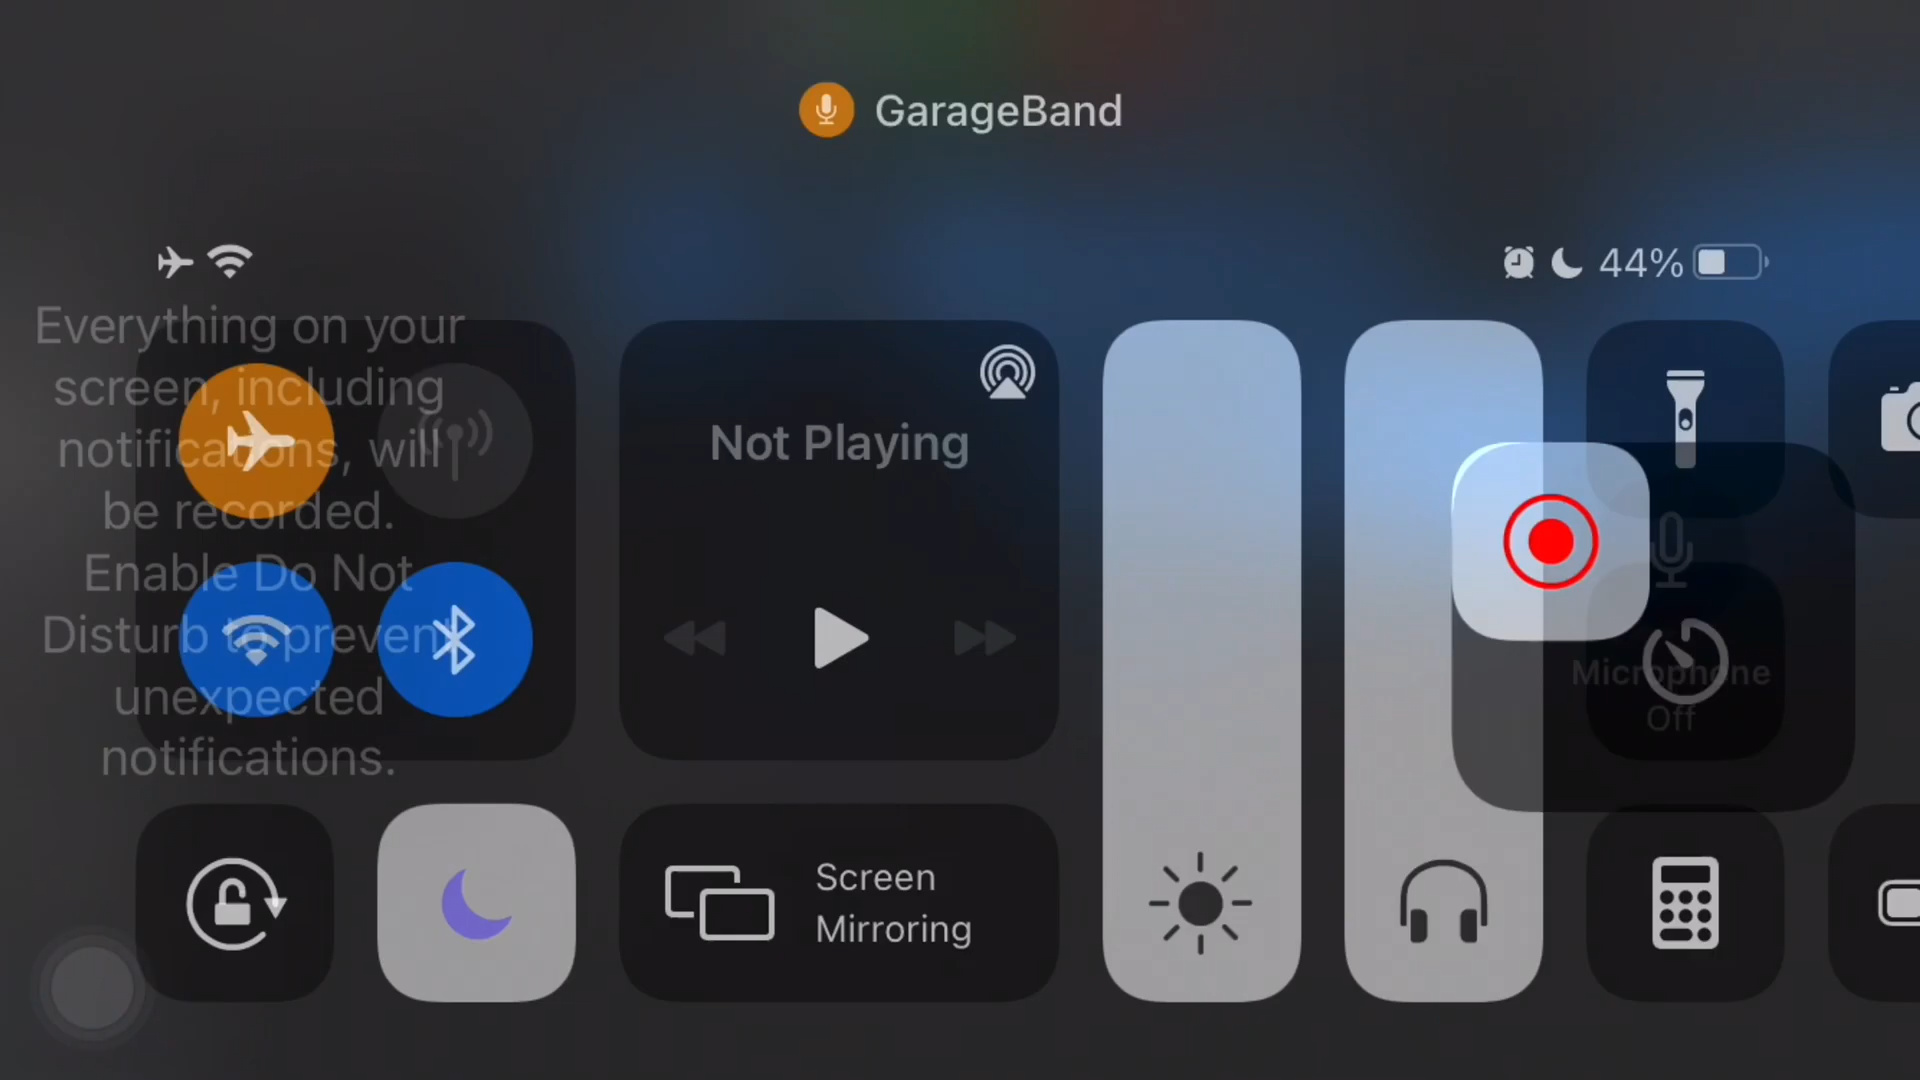 GarageBand
44%
Everything on your
screen, including
notifications, will
be recorded.
Enable Do Not
Disturb to prevent
unexpected
notifications.
Not Playing
Microphone
Off
Screen
Mirroring